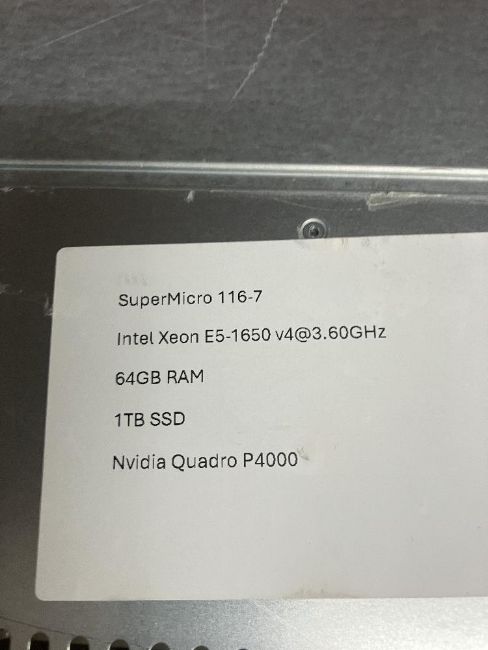 SuperMicro 116-7
Intel Xeon E5-1650 v4@3.60GHz
64GB RAM
1TB SSD
Nvidia Quadro P4000